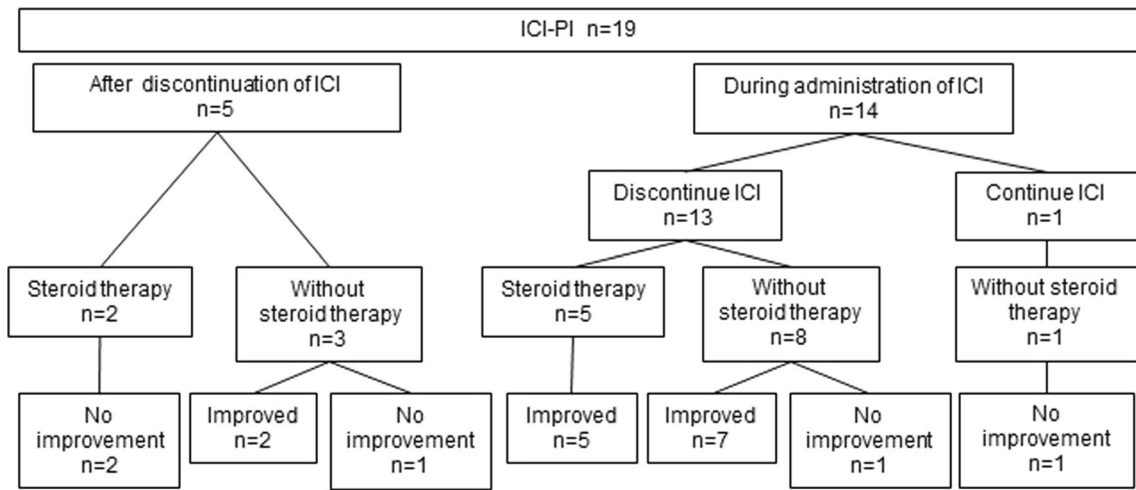 ICI-PI n=19
After discontinuation of ICI
n=5
During administration of ICI
n=14
Discontinue ICI
n=13
Continue ICI
n=1
Steroid therapy
n=2
Without
steroid therapy
n=3
Steroid therapy
n=5
Without
steroid therapy
n=8
Without steroid
therapy
n=1
No
improvement
n=2
Improved
n=2
No
improvement
n=1
Improved
n=5
Improved
n=7
No
improvement
n=1
No
improvement
n=1